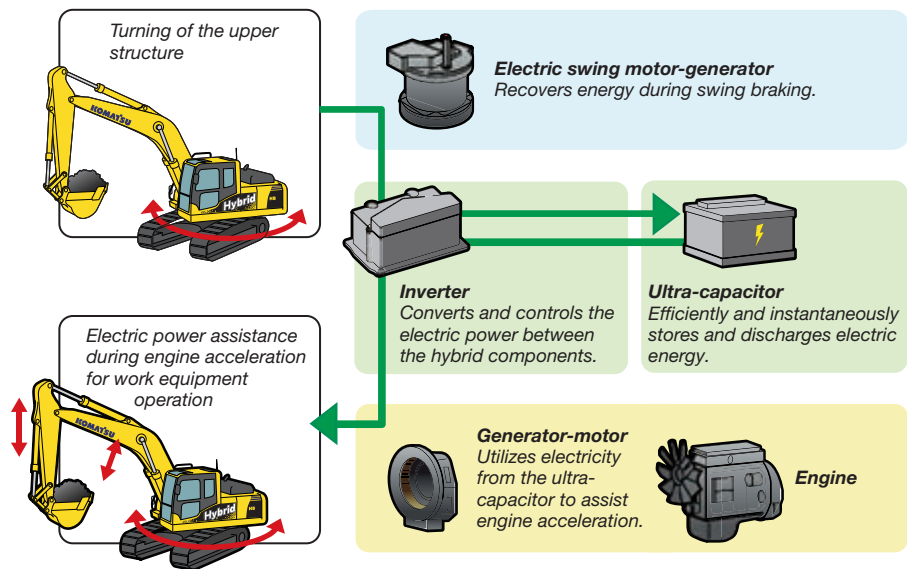 Turning of the upper
structure
KOMATSU
Hybrid
Electric swing motor-generator
Recovers energy during swing braking.
Inverter
Converts and controls the
electric power between
the hybrid components.
Ultra-capacitor
Efficiently and instantaneously
stores and discharges electric
energy.
Electric power assistance
during engine acceleration
for work equipment
operation
KOMATSU
Hybrid
Generator-motor
Utilizes electricity
from the ultra-
capacitor to assist
engine acceleration.
Engine